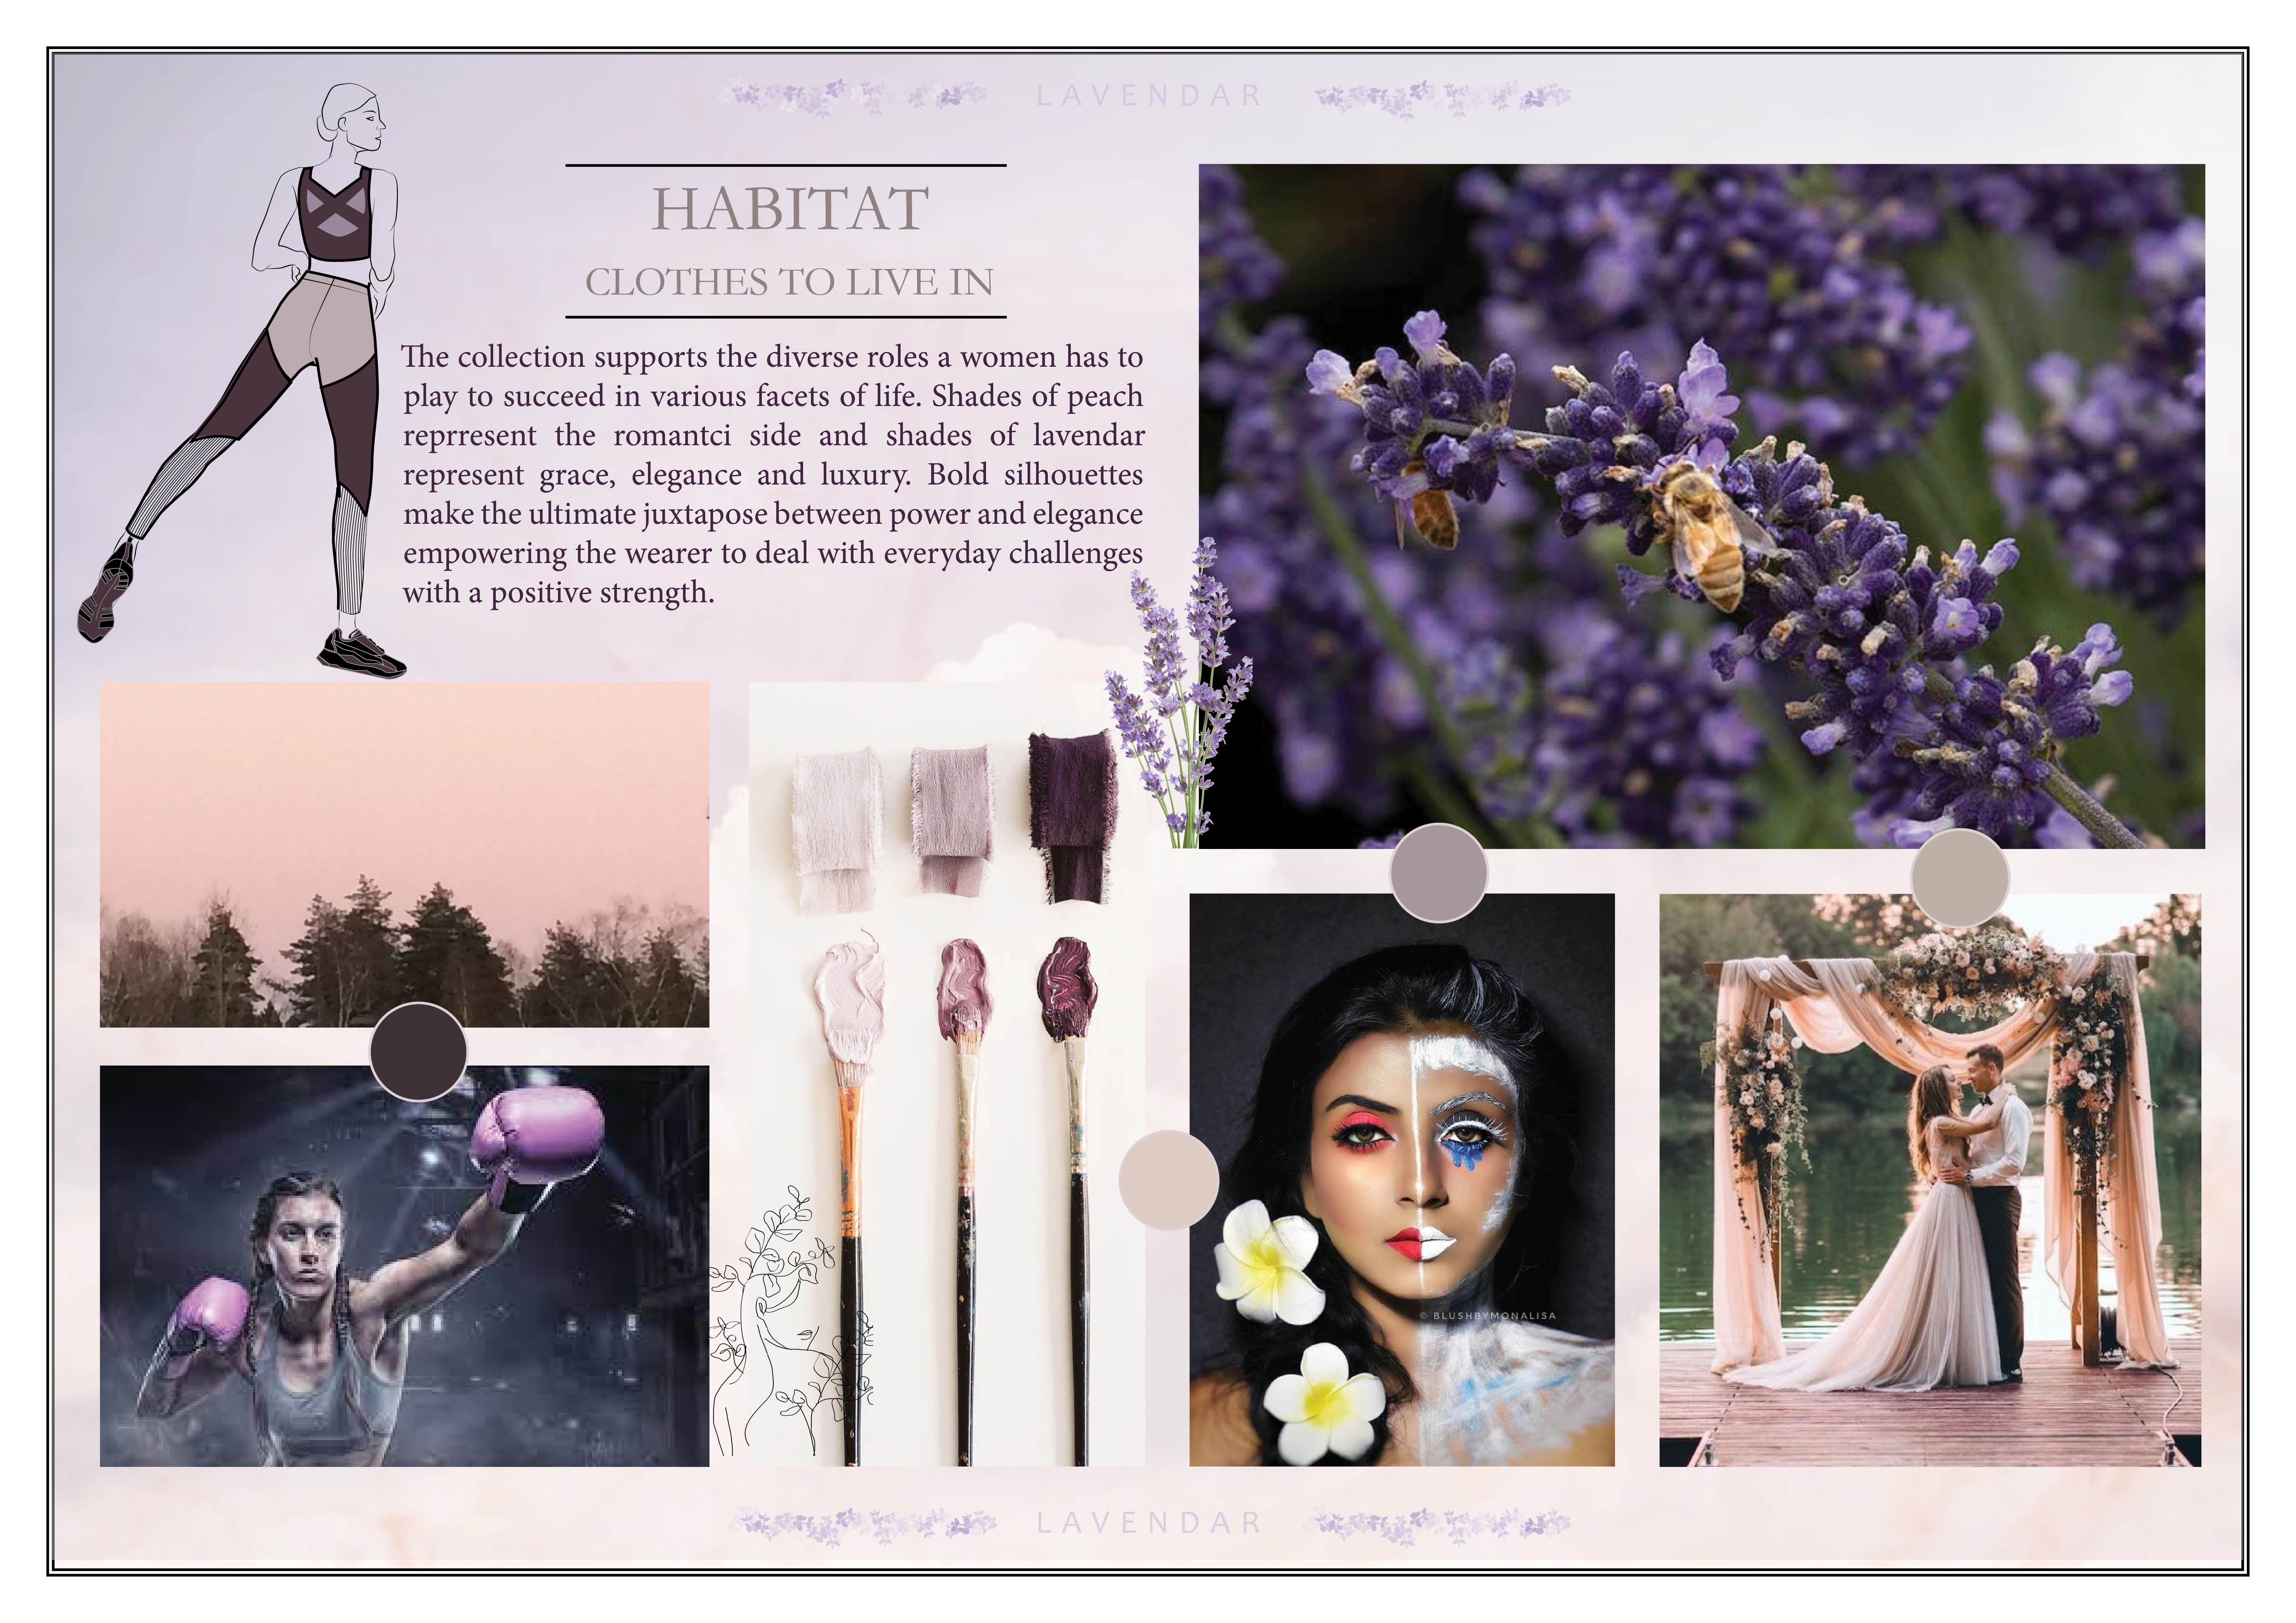 LAVENDAR
HABITAT
CLOTHES TO LIVE IN
The collection supports the diverse roles a women has to
play to succeed in various facets of life. Shades of peach
reprresent the romantci side and shades of lavendar
represent grace, elegance and luxury. Bold silhouettes
make the ultimate juxtapose between power and elegance
empowering the wearer to deal with everyday challenges
with a positive strength.
© BLUSHBYMONALISA
LAVENDAR